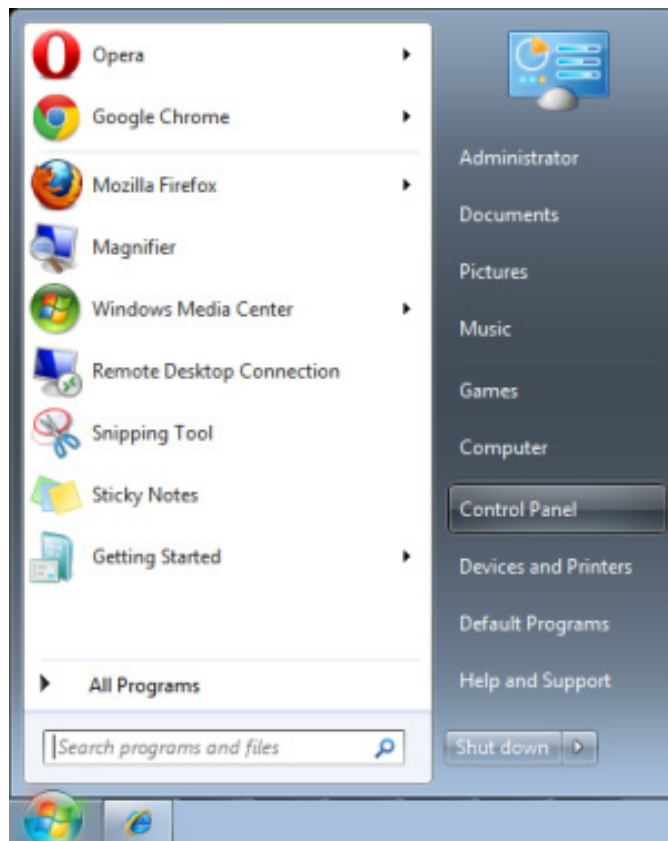 Opera
Google Chrome
Mozilla Firefox
Magnifier
Windows Media Center
Remote Desktop Connection
Snipping Tool
Sticky Notes
Getting Started
All Programs
Search programs and files
Administrator
Documents
Pictures
Music
Games
Computer
Control Panel
Devices and Printers
Default Programs
Help and Support
Shut down